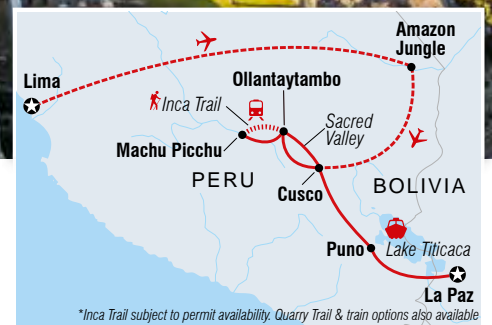 Amazon
Jungle
Lima
Ollantaytambo
Inca Trail
Sacred
Valley
Machu Picchu
PERU
Cusco
BOLIVIA
Puno
Lake Titicaca
La Paz
*Inca Trail subject to permit availability. Quarry Trail & train options also available